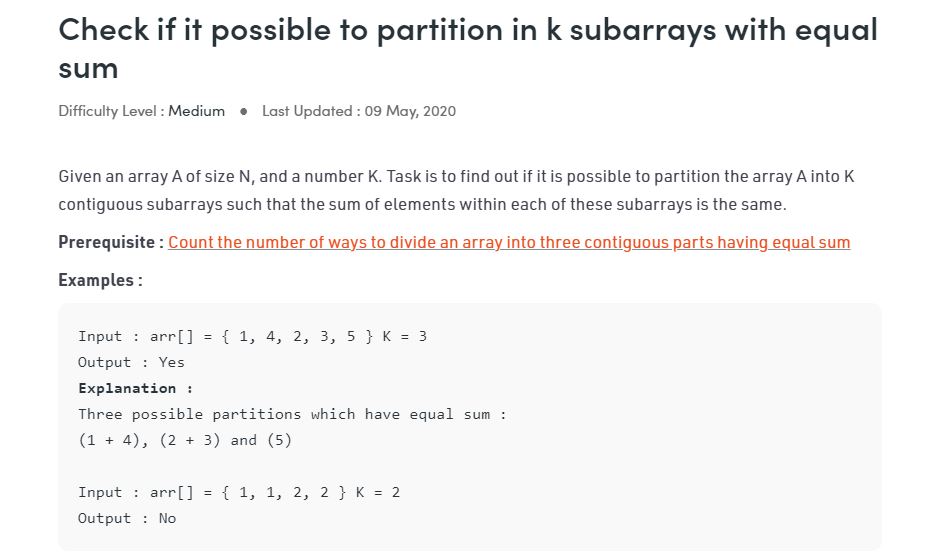 Check if it possible to partition in k subarrays with equal
sum
Difficulty Level : Medium ● Last Updated : 09 May, 2020
Given an array A of size N, and a number K. Task is to find out if it is possible to partition the array A into K
contiguous subarrays such that the sum of elements within each of these subarrays is the same.
Prerequisite : Count the number of ways to divide an array into three contiguous parts having equal sum
Examples :
Input : arr[] = { 1, 4, 2, 3, 5 } K = 3
Output : Yes
Explanation :
Three possible partitions which have equal sum :
(1 + 4), (2 + 3) and (5)
Input : arr[] = { 1, 1, 2, 2 } K = 2
Output : No